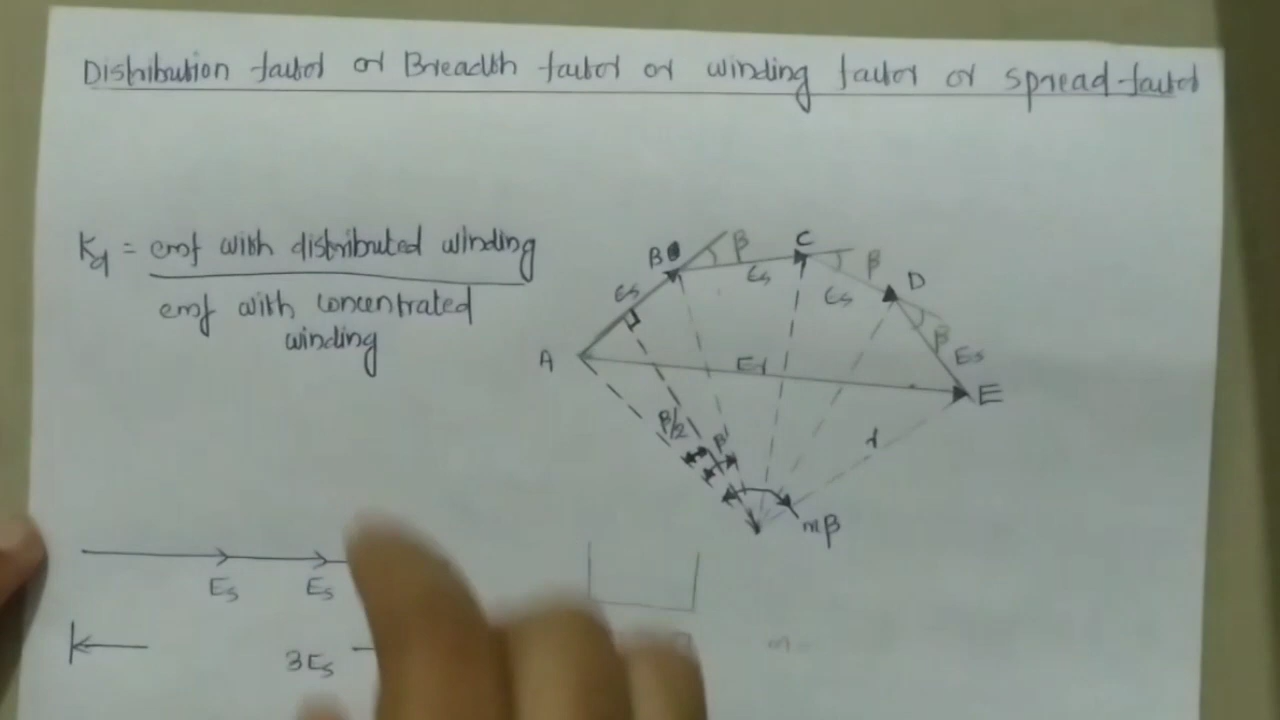 Distribution factor or Breadth factor or winding factor or spread factor
Kd = emf with distributed winding
emf with concentrated
winding
B
β
C
Es
Es
β
D
Es
β
Es
A
Er
E
β/2
β
r
mβ
Es
Es
3Es